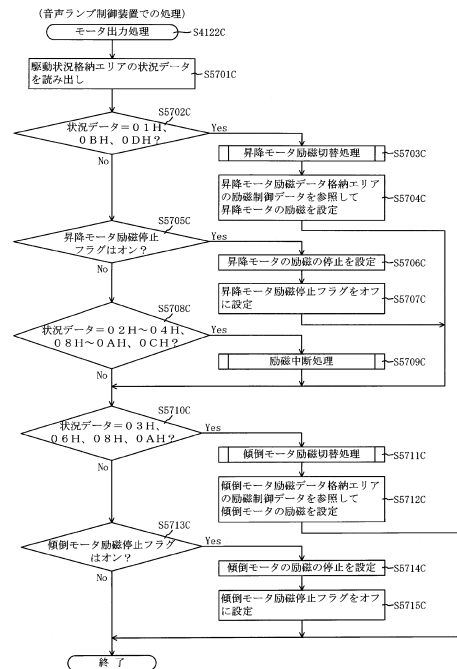 (音声ランプ制御装置での処理)
モータ出力処理
S4122C
駆動状況格納エリアの状況データ
を読み出し
S5701C
S5702C
状況データ=01H、
0BH、0DH?
Yes
No
昇降モータ励磁切替処理
S5703C
昇降モータ励磁データ格納エリア
の励磁制御データを参照して
昇降モータの励磁を設定
S5704C
S5705C
昇降モータ励磁停止
フラグはオン?
Yes
No
昇降モータの励磁の停止を設定
S5706C
昇降モータ励磁停止フラグをオフ
に設定
S5707C
S5708C
状況データ=02H~04H、
08H~0AH、0CH?
Yes
No
励磁中断処理
S5709C
S5710C
状況データ=03H、
06H、08H、0AH?
Yes
No
傾倒モータ励磁切替処理
S5711C
傾倒モータ励磁データ格納エリア
の励磁制御データを参照して
傾倒モータの励磁を設定
S5712C
S5713C
傾倒モータ励磁停止フラグ
はオン?
Yes
No
傾倒モータの励磁の停止を設定
S5714C
傾倒モータ励磁停止フラグをオフ
に設定
S5715C
終了